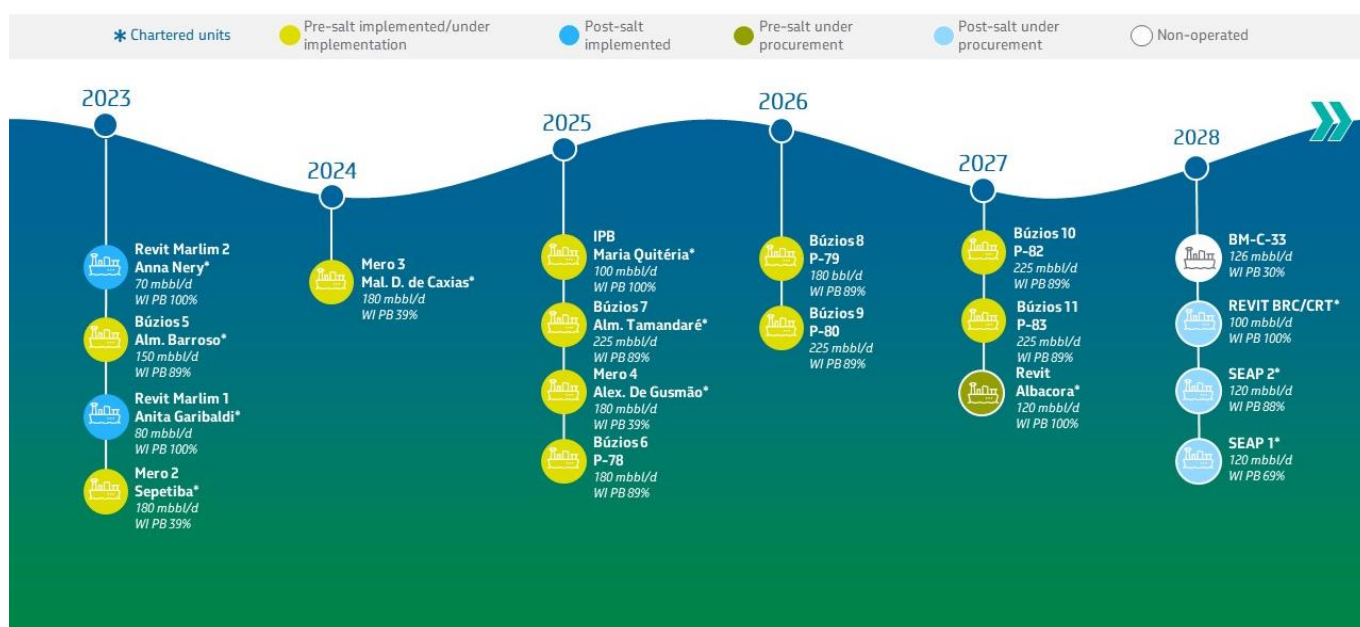 * Chartered units
Pre-salt implemented/under
implementation
Post-salt
implemented
Pre-salt under
procurement
Post-salt under
procurement
Non-operated
2023
Revit Marlim 2
Anna Nery*
70 mbbl/d
WI PB 100%
Búzios 5
Alm. Barroso*
150 mbbl/d
WI PB 89%
Revit Marlim 1
Anita Garibaldi*
80 mbbl/d
WI PB 100%
Mero 2
Sepetiba*
180 mbbl/d
WI PB 39%
2024
Mero 3
Mal. D. de Caxias*
180 mbbl/d
WI PB 39%
2025
IPB
Maria Quitéria*
100 mbbl/d
WI PB 100%
Búzios 7
Alm. Tamandaré*
225 mbbl/d
WI PB 89%
Mero 4
Alex. De Gusmão*
180 mbbl/d
WI PB 39%
Búzios 6
P-78
180 mbbl/d
WI PB 89%
2026
Búzios 8
P-79
180 bbl/d
WI PB 89%
Búzios 9
P-80
225 mbbl/d
WI PB 89%
2027
Búzios 10
P-82
225 mbbl/d
WI PB 89%
Búzios 11
P-83
225 mbbl/d
WI PB 89%
Revit
Albacora*
120 mbbl/d
WI PB 100%
2028
BM-C-33
126 mbbl/d
WI PB 30%
REVIT BRC/CRT*
100 mbbl/d
WI PB 100%
SEAP 2*
120 mbbl/d
WI PB 88%
SEAP 1*
120 mbbl/d
WI PB 69%